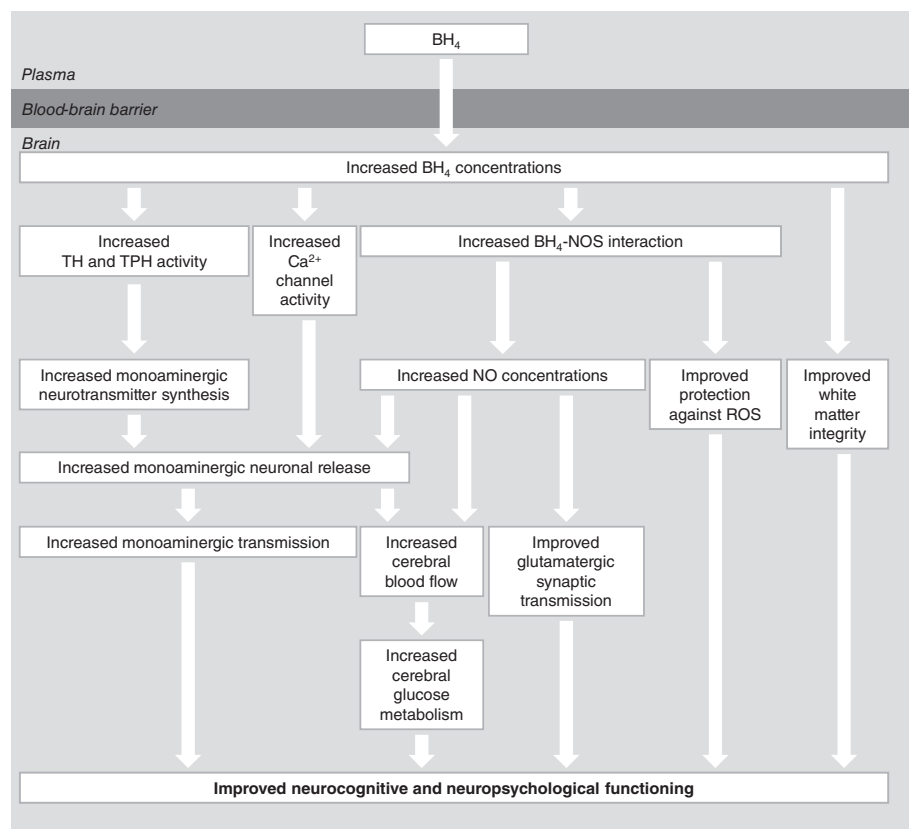 BH₄
Plasma
Blood-brain barrier
Brain
Increased BH₄ concentrations
Increased
TH and TPH activity
Increased
Ca²⁺
channel
activity
Increased BH₄-NOS interaction
Increased monoaminergic
neurotransmitter synthesis
Increased NO concentrations
Improved
protection
against ROS
Improved
white
matter
integrity
Increased monoaminergic neuronal release
Increased monoaminergic transmission
Increased
cerebral
blood flow
Improved
glutamatergic
synaptic
transmission
Increased
cerebral
glucose
metabolism
Improved neurocognitive and neuropsychological functioning